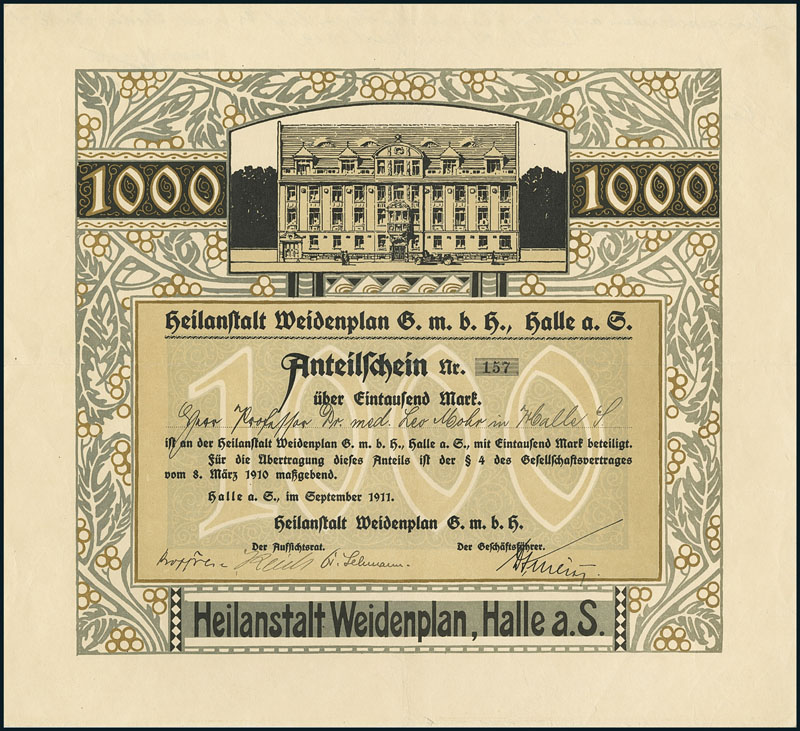 1000 1000
Heilanstalt Weidenplan G. m. b. H., Halle a. S.
1000
Anteilschein Nr. 157
über Eintausend Mark.
Herr Professor Dr. med. Leo Mohr in Halle S
ist an der Heilanstalt Weidenplan G. m. b. H., Halle a. S., mit Eintausend Mark beteiligt.
Für die Übertragung dieses Anteils ist der § 4 des Gesellschaftsvertrages
vom 8. März 1910 maßgebend.
Halle a. S., im September 1911.
Heilanstalt Weidenplan G. m. b. H.
Der Aufsichtsrat. Der Geschäftsführer.
Lehmann.
Heilanstalt Weidenplan, Halle a. S.